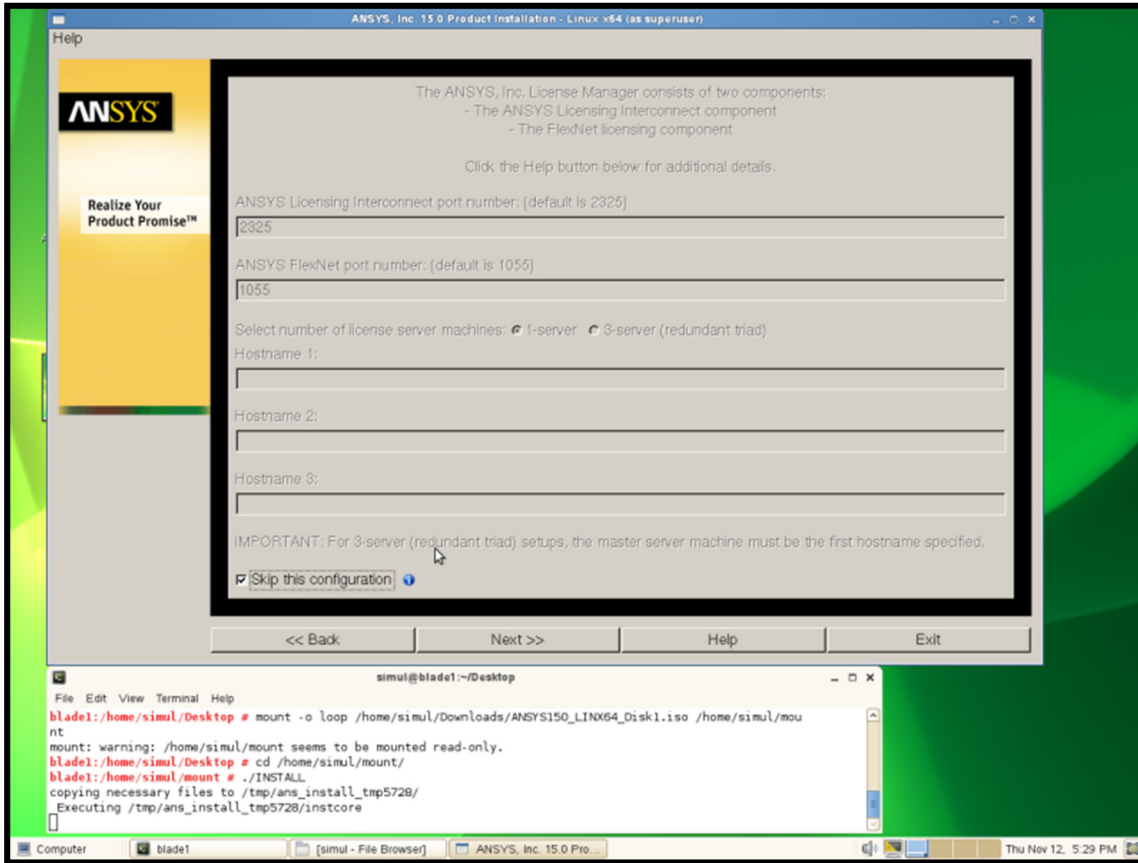 ANSYS, Inc. 15.0 Product Installation - Linux x64 (as superuser)
Help
ANSYS
Realize Your
Product Promise™
The ANSYS, Inc. License Manager consists of two components:
- The ANSYS Licensing Interconnect component
- The FlexNet licensing component
Click the Help button below for additional details.
ANSYS Licensing Interconnect port number: (default is 2325)
2325
ANSYS FlexNet port number: (default is 1055)
1055
Select number of license server machines: 1-server 3-server (redundant triad)
Hostname 1:
Hostname 2:
Hostname 3:
IMPORTANT: For 3-server (redundant triad) setups, the master server machine must be the first hostname specified.
Skip this configuration
<< Back Next >> Help Exit
simul@blade1:~/Desktop
File Edit View Terminal Help
blade1:/home/simul/Desktop # mount -o loop /home/simul/Downloads/ANSYS150_LINX64_Disk1.iso /home/simul/mou
nt
mount: warning: /home/simul/mount seems to be mounted read-only.
blade1:/home/simul/Desktop # cd /home/simul/mount/
blade1:/home/simul/mount # ./INSTALL
copying necessary files to /tmp/ans_install_tmp5728/
Executing /tmp/ans_install_tmp5728/instcore
Computer blade1 [simul - File Browser] ANSYS, Inc. 15.0 Pro... Thu Nov 12, 5:29 PM